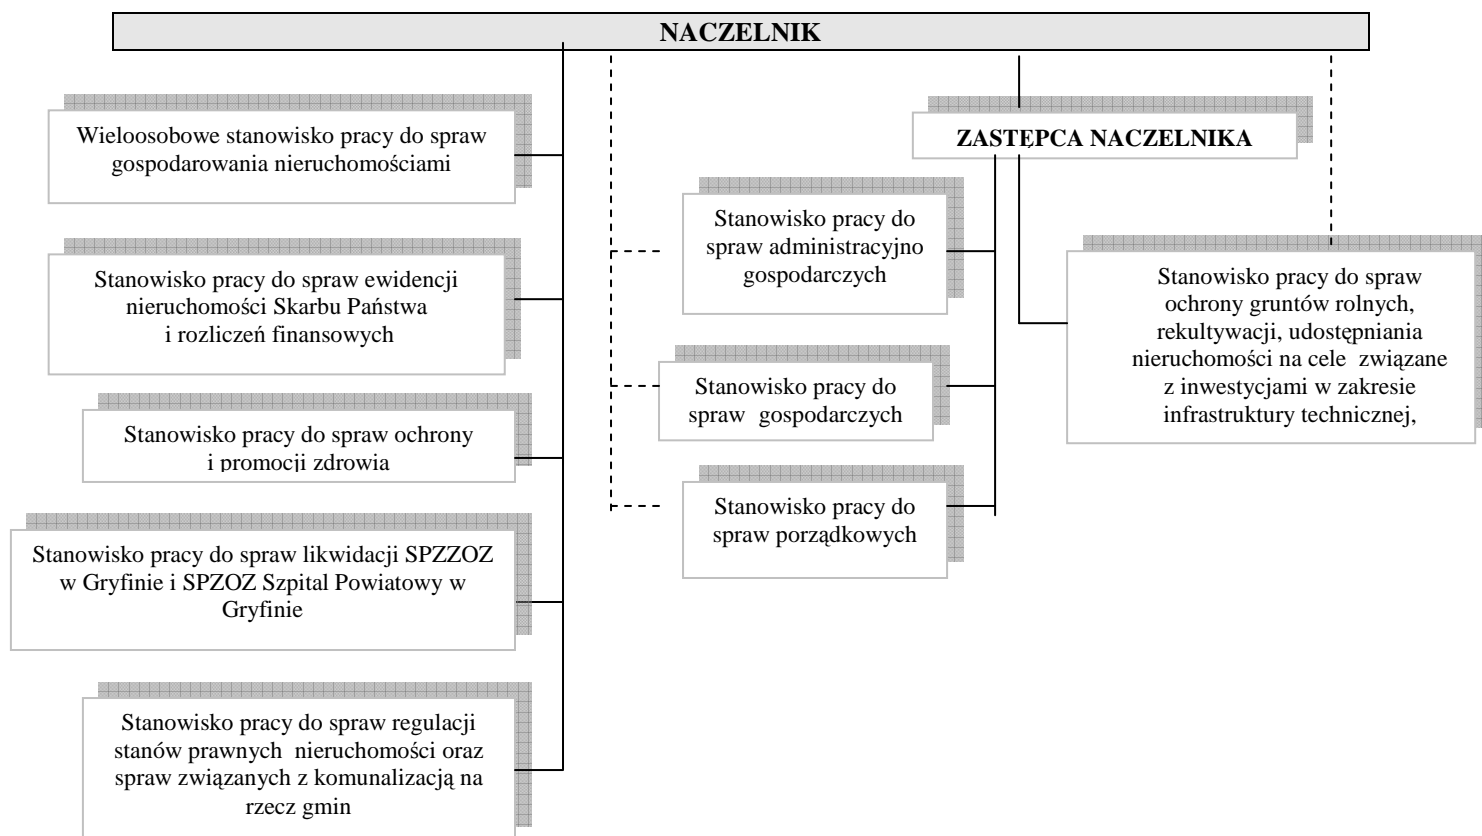 NACZELNIK
Wieloosobowe stanowisko pracy do spraw
gospodarowania nieruchomościami
Stanowisko pracy do spraw ewidencji
nieruchomości Skarbu Państwa
i rozliczeń finansowych
Stanowisko pracy do spraw ochrony
i promocji zdrowia
Stanowisko pracy do spraw likwidacji SPZZOZ
w Gryfinie i SPZOZ Szpital Powiatowy w
Gryfinie
Stanowisko pracy do spraw regulacji
stanów prawnych nieruchomości oraz
spraw związanych z komunalizacją na
rzecz gmin
ZASTĘPCA NACZELNIKA
Stanowisko pracy do
spraw administracyjno
gospodarczych
Stanowisko pracy do
spraw gospodarczych
Stanowisko pracy do
spraw porządkowych
Stanowisko pracy do spraw
ochrony gruntów rolnych,
rekultywacji, udostępniania
nieruchomości na cele związane
z inwestycjami w zakresie
infrastruktury technicznej,